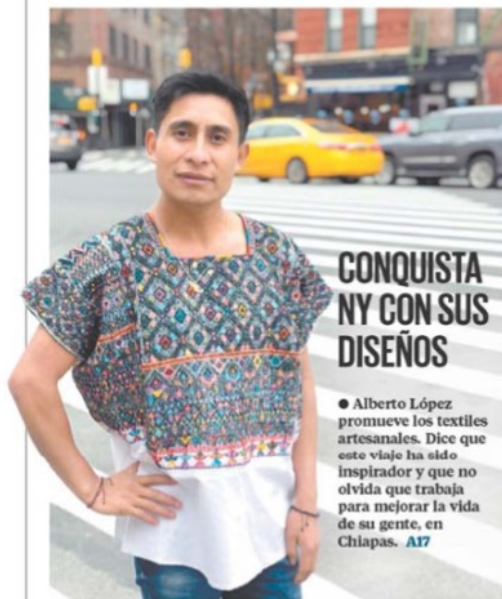 CONQUISTA
NY CON SUS
DISEÑOS
● Alberto López
promueve los textiles
artesanales. Dice que
este viaje ha sido
inspirador y que no
olvida que trabaja
para mejorar la vida
de su gente, en
Chiapas. A17